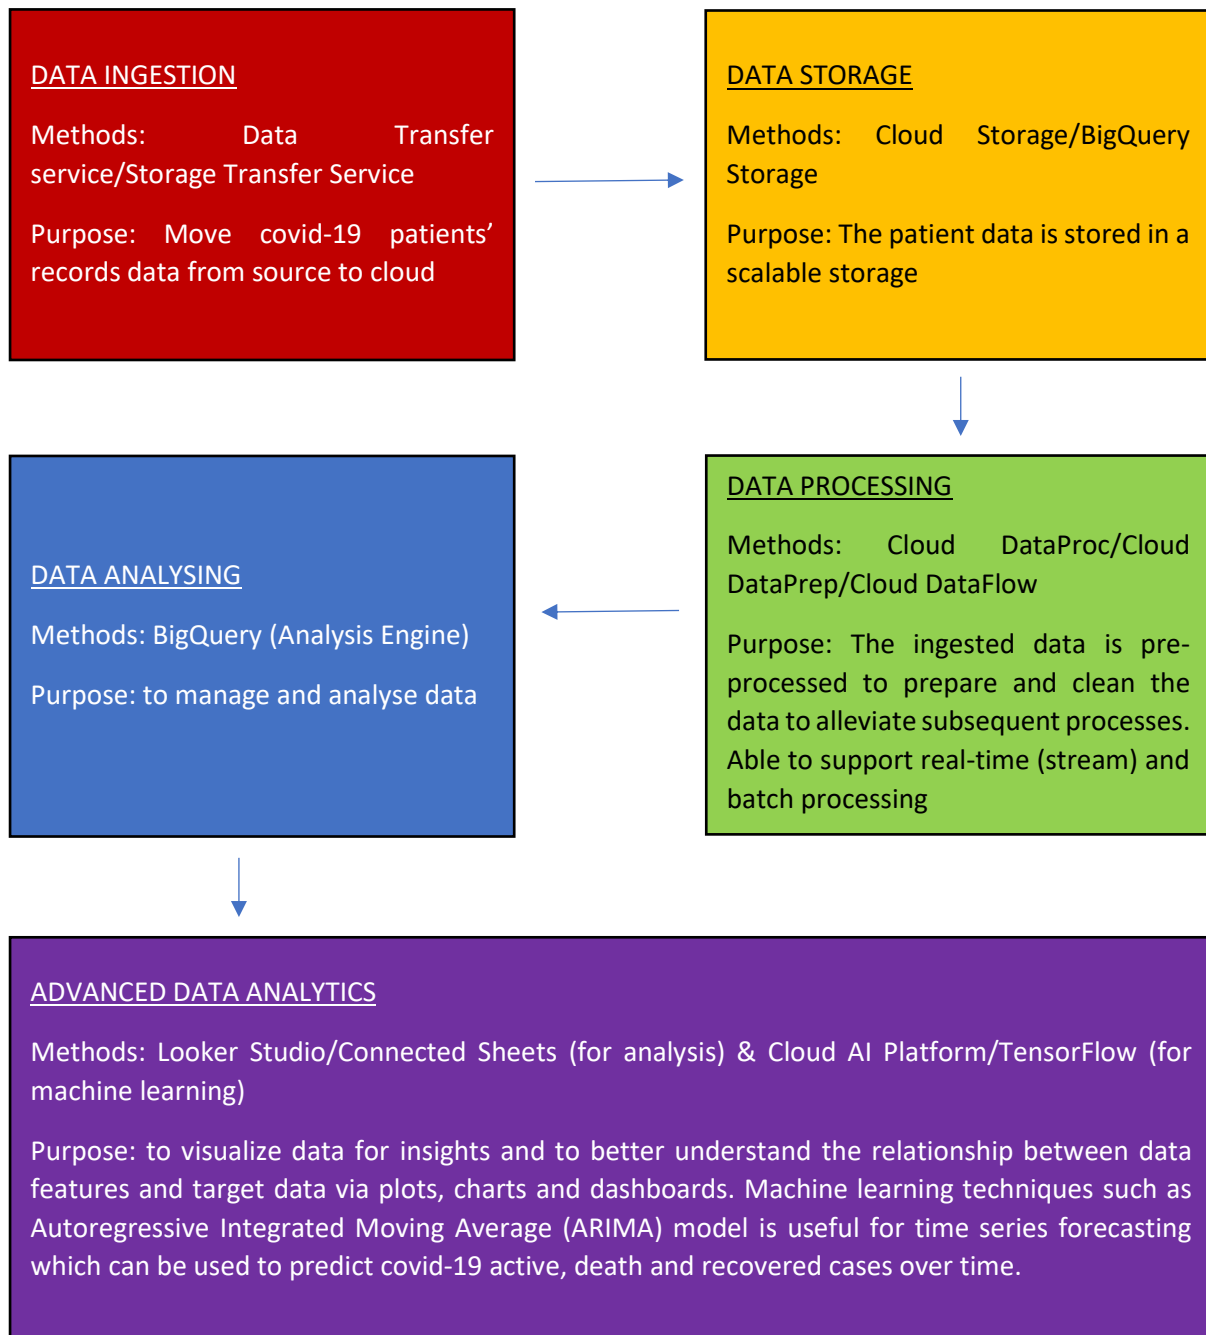 DATA INGESTION
Methods: Data Transfer
service/Storage Transfer Service
Purpose: Move covid-19 patients’
records data from source to cloud
DATA STORAGE
Methods: Cloud Storage/BigQuery
Storage
Purpose: The patient data is stored in a
scalable storage
DATA PROCESSING
Methods: Cloud DataProc/Cloud
DataPrep/Cloud DataFlow
Purpose: The ingested data is pre-
processed to prepare and clean the
data to alleviate subsequent processes.
Able to support real-time (stream) and
batch processing
DATA ANALYSING
Methods: BigQuery (Analysis Engine)
Purpose: to manage and analyse data
ADVANCED DATA ANALYTICS
Methods: Looker Studio/Connected Sheets (for analysis) & Cloud AI Platform/TensorFlow (for
machine learning)
Purpose: to visualize data for insights and to better understand the relationship between data
features and target data via plots, charts and dashboards. Machine learning techniques such as
Autoregressive Integrated Moving Average (ARIMA) model is useful for time series forecasting
which can be used to predict covid-19 active, death and recovered cases over time.